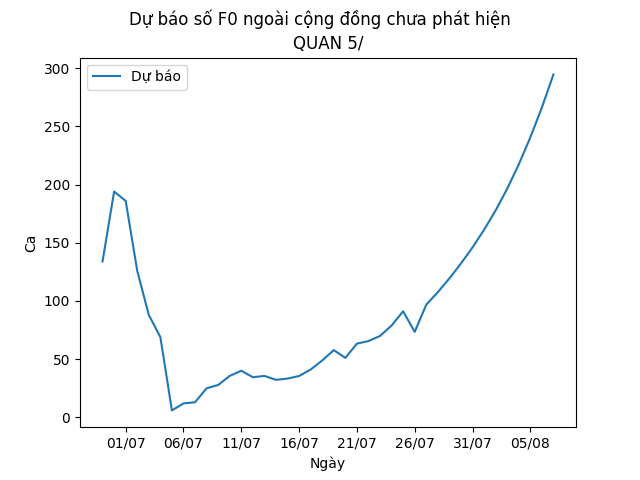 Dự báo số F0 ngoài cộng đồng chưa phát hiện
QUAN 5/
Dự báo
300
250
200
150
100
50
0
Ca
01/07 06/07 11/07 16/07 21/07 26/07 31/07 05/08
Ngày